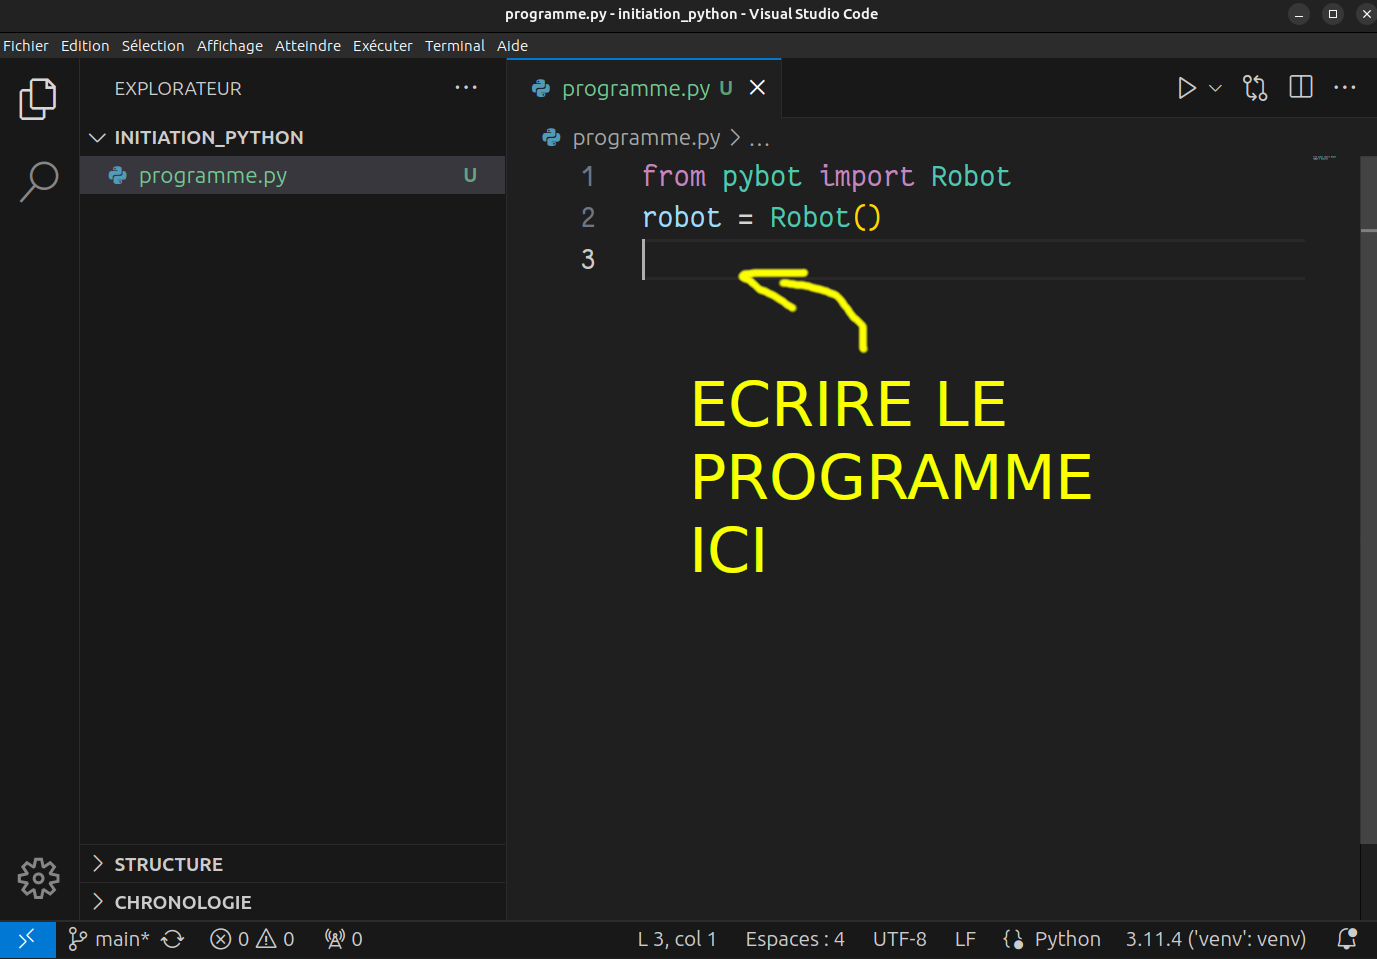 programme.py - initiation_python - Visual Studio Code
Fichier Edition Sélection Affichage Atteindre Exécuter Terminal Aide
EXPLORATEUR
INITIATION_PYTHON
programme.py U
programme.py U
programme.py > ...
1 from pybot import Robot
2 robot = Robot()
3
ECRIRE LE
PROGRAMME
ICI
STRUCTURE
CHRONOLOGIE
main* 0 0 0 L 3, col 1 Espaces : 4 UTF-8 LF Python 3.11.4 ('venv': venv)